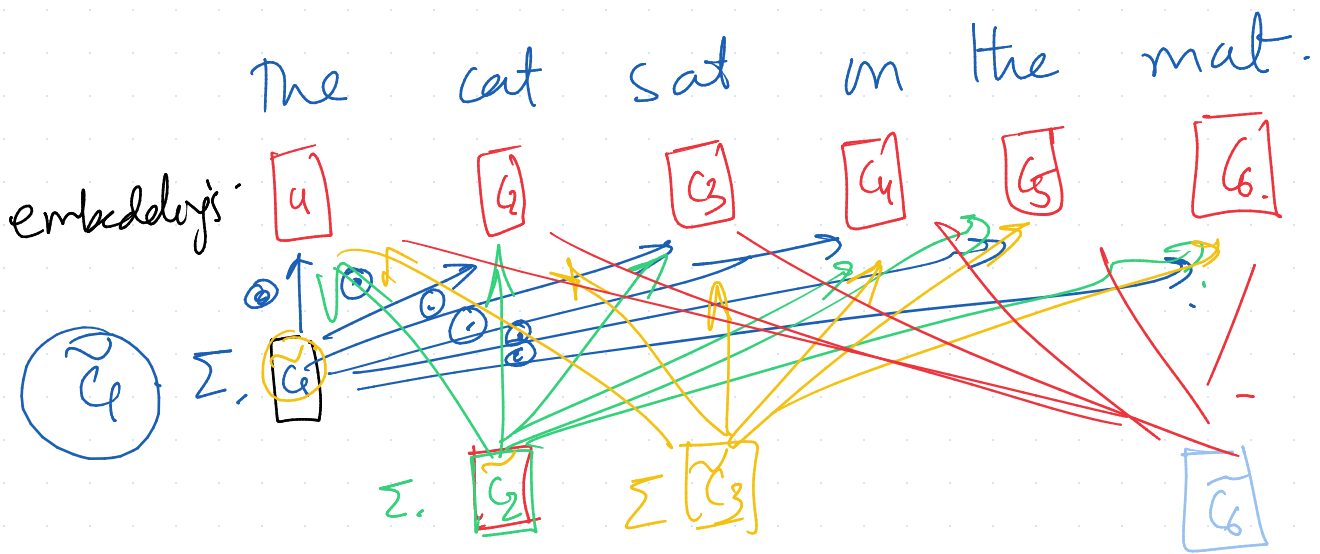 The cat sat on the mat.
embeddings.
C1 C2 C3 C4 C5 C6.
C̃1 Σ. C̃1
Σ. C̃2 Σ C̃3 C̃6